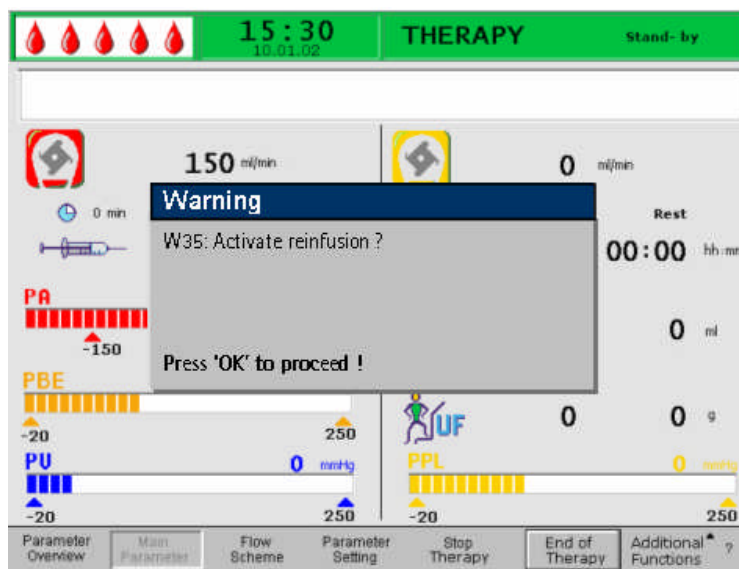 15:30
10.01.02
THERAPY
Stand- by
150 ml/min
0 ml/min
0 min
Rest
00:00
Warning
W35: Activate reinfusion ?
Press 'OK' to proceed !
PA
-150
0 ml
PBE
-20 250
UF 0 0 g
PV 0 mmHg
-20 250
PPL 0 mmHg
-20 250
Parameter Overview
Main Parameter
Flow Scheme
Parameter Setting
Stop Therapy
End of Therapy
Additional Functions
?